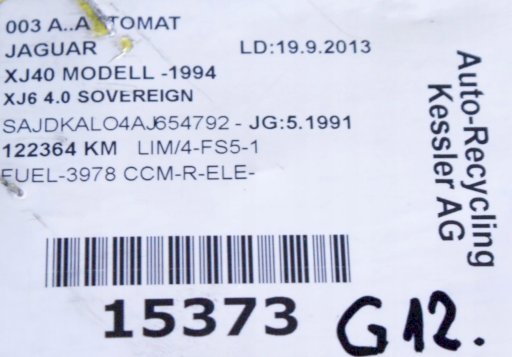 003 A..AUTOMAT
JAGUAR LD:19.9.2013
XJ40 MODELL -1994
XJ6 4.0 SOVEREIGN
SAJDKALO4AJ654792 - JG:5.1991
122364 KM LIM/4-FS5-1
FUEL-3978 CCM-R-ELE-
Auto-Recycling
Kessler AG
15373
G12.